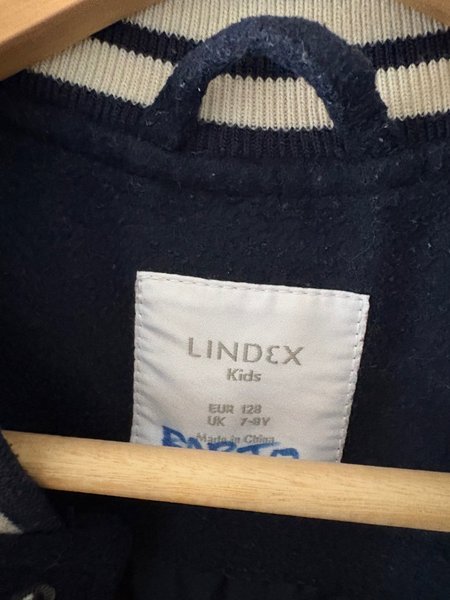 LINDEX
Kids
EUR 128
UK 7-8Y
Made in China